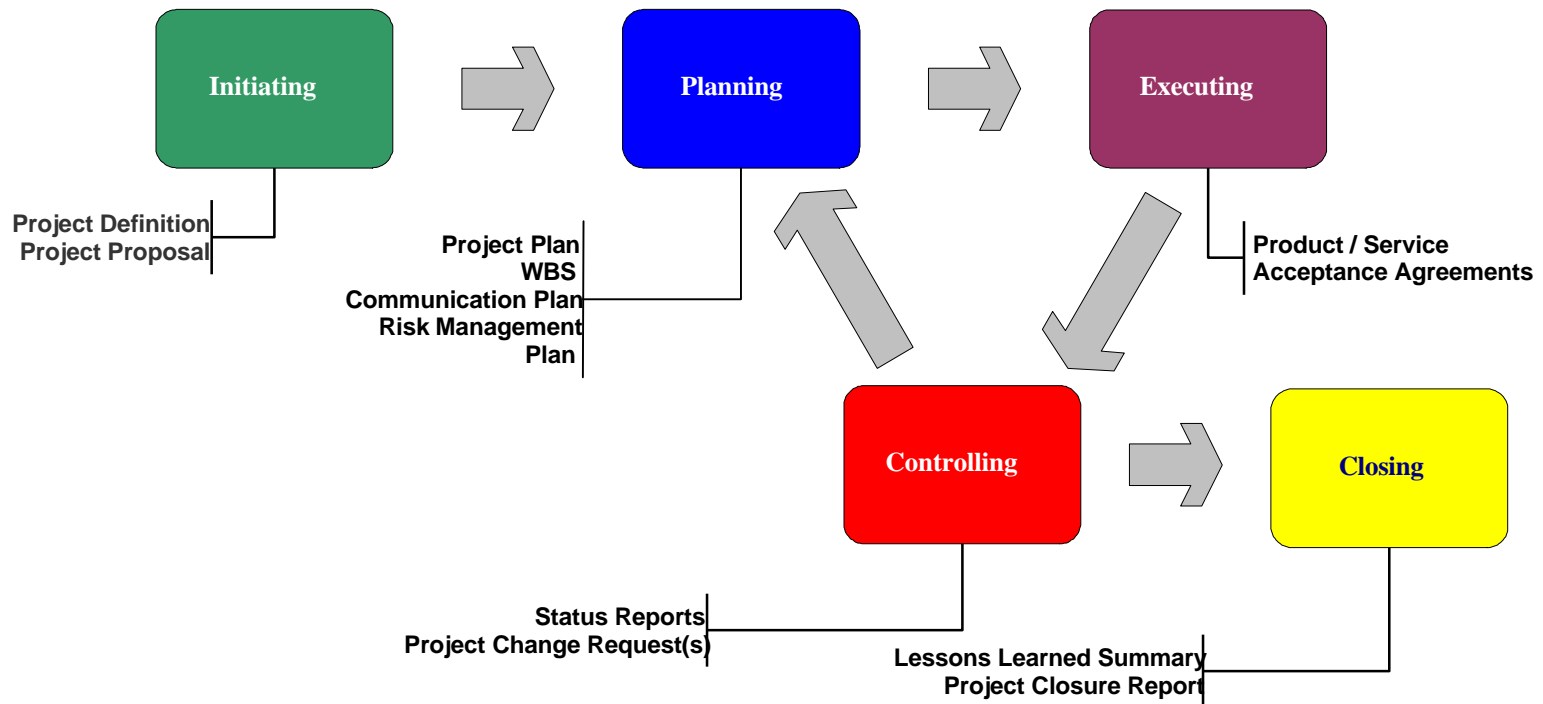 Initiating
Planning
Executing
Project Definition
Project Proposal
Project Plan
WBS
Communication Plan
Risk Management
Plan
Product / Service
Acceptance Agreements
Controlling
Closing
Status Reports
Project Change Request(s)
Lessons Learned Summary
Project Closure Report